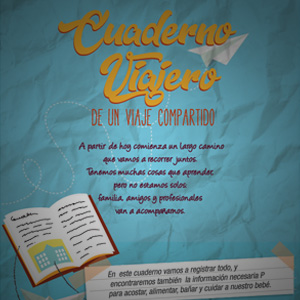 Cuaderno
Viajero
DE UN VIAJE COMPARTIDO
A partir de hoy comienza un largo camino
que vamos a recorrer juntos.
Tenemos muchas cosas que aprender,
pero no estamos solos:
familia, amigos y profesionales
van a acompañarnos.
En este cuaderno vamos a registrar todo, y
encontraremos también la información necesaria P
para acostar, alimentar, bañar y cuidar a nuestro bebé.